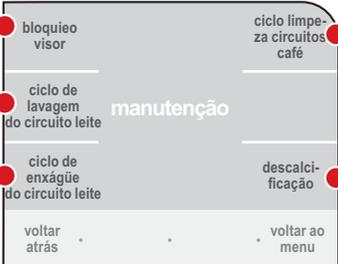 bloquieo
visor
ciclo limpe-
za circuitos
café
ciclo de
lavagem
do circuito leite
manutenção
ciclo de
enxágüe
do circuito leite
descalci-
ficação
voltar
atrás
voltar ao
menu